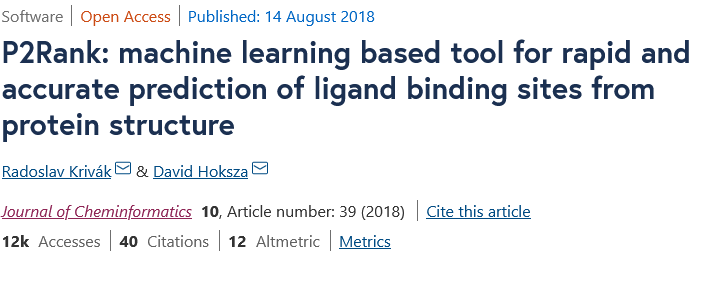 Software | Open Access | Published: 14 August 2018
P2Rank: machine learning based tool for rapid and
accurate prediction of ligand binding sites from
protein structure
Radoslav Krivák & David Hoksza
Journal of Cheminformatics 10, Article number: 39 (2018) | Cite this article
12k Accesses | 40 Citations | 12 Altmetric | Metrics